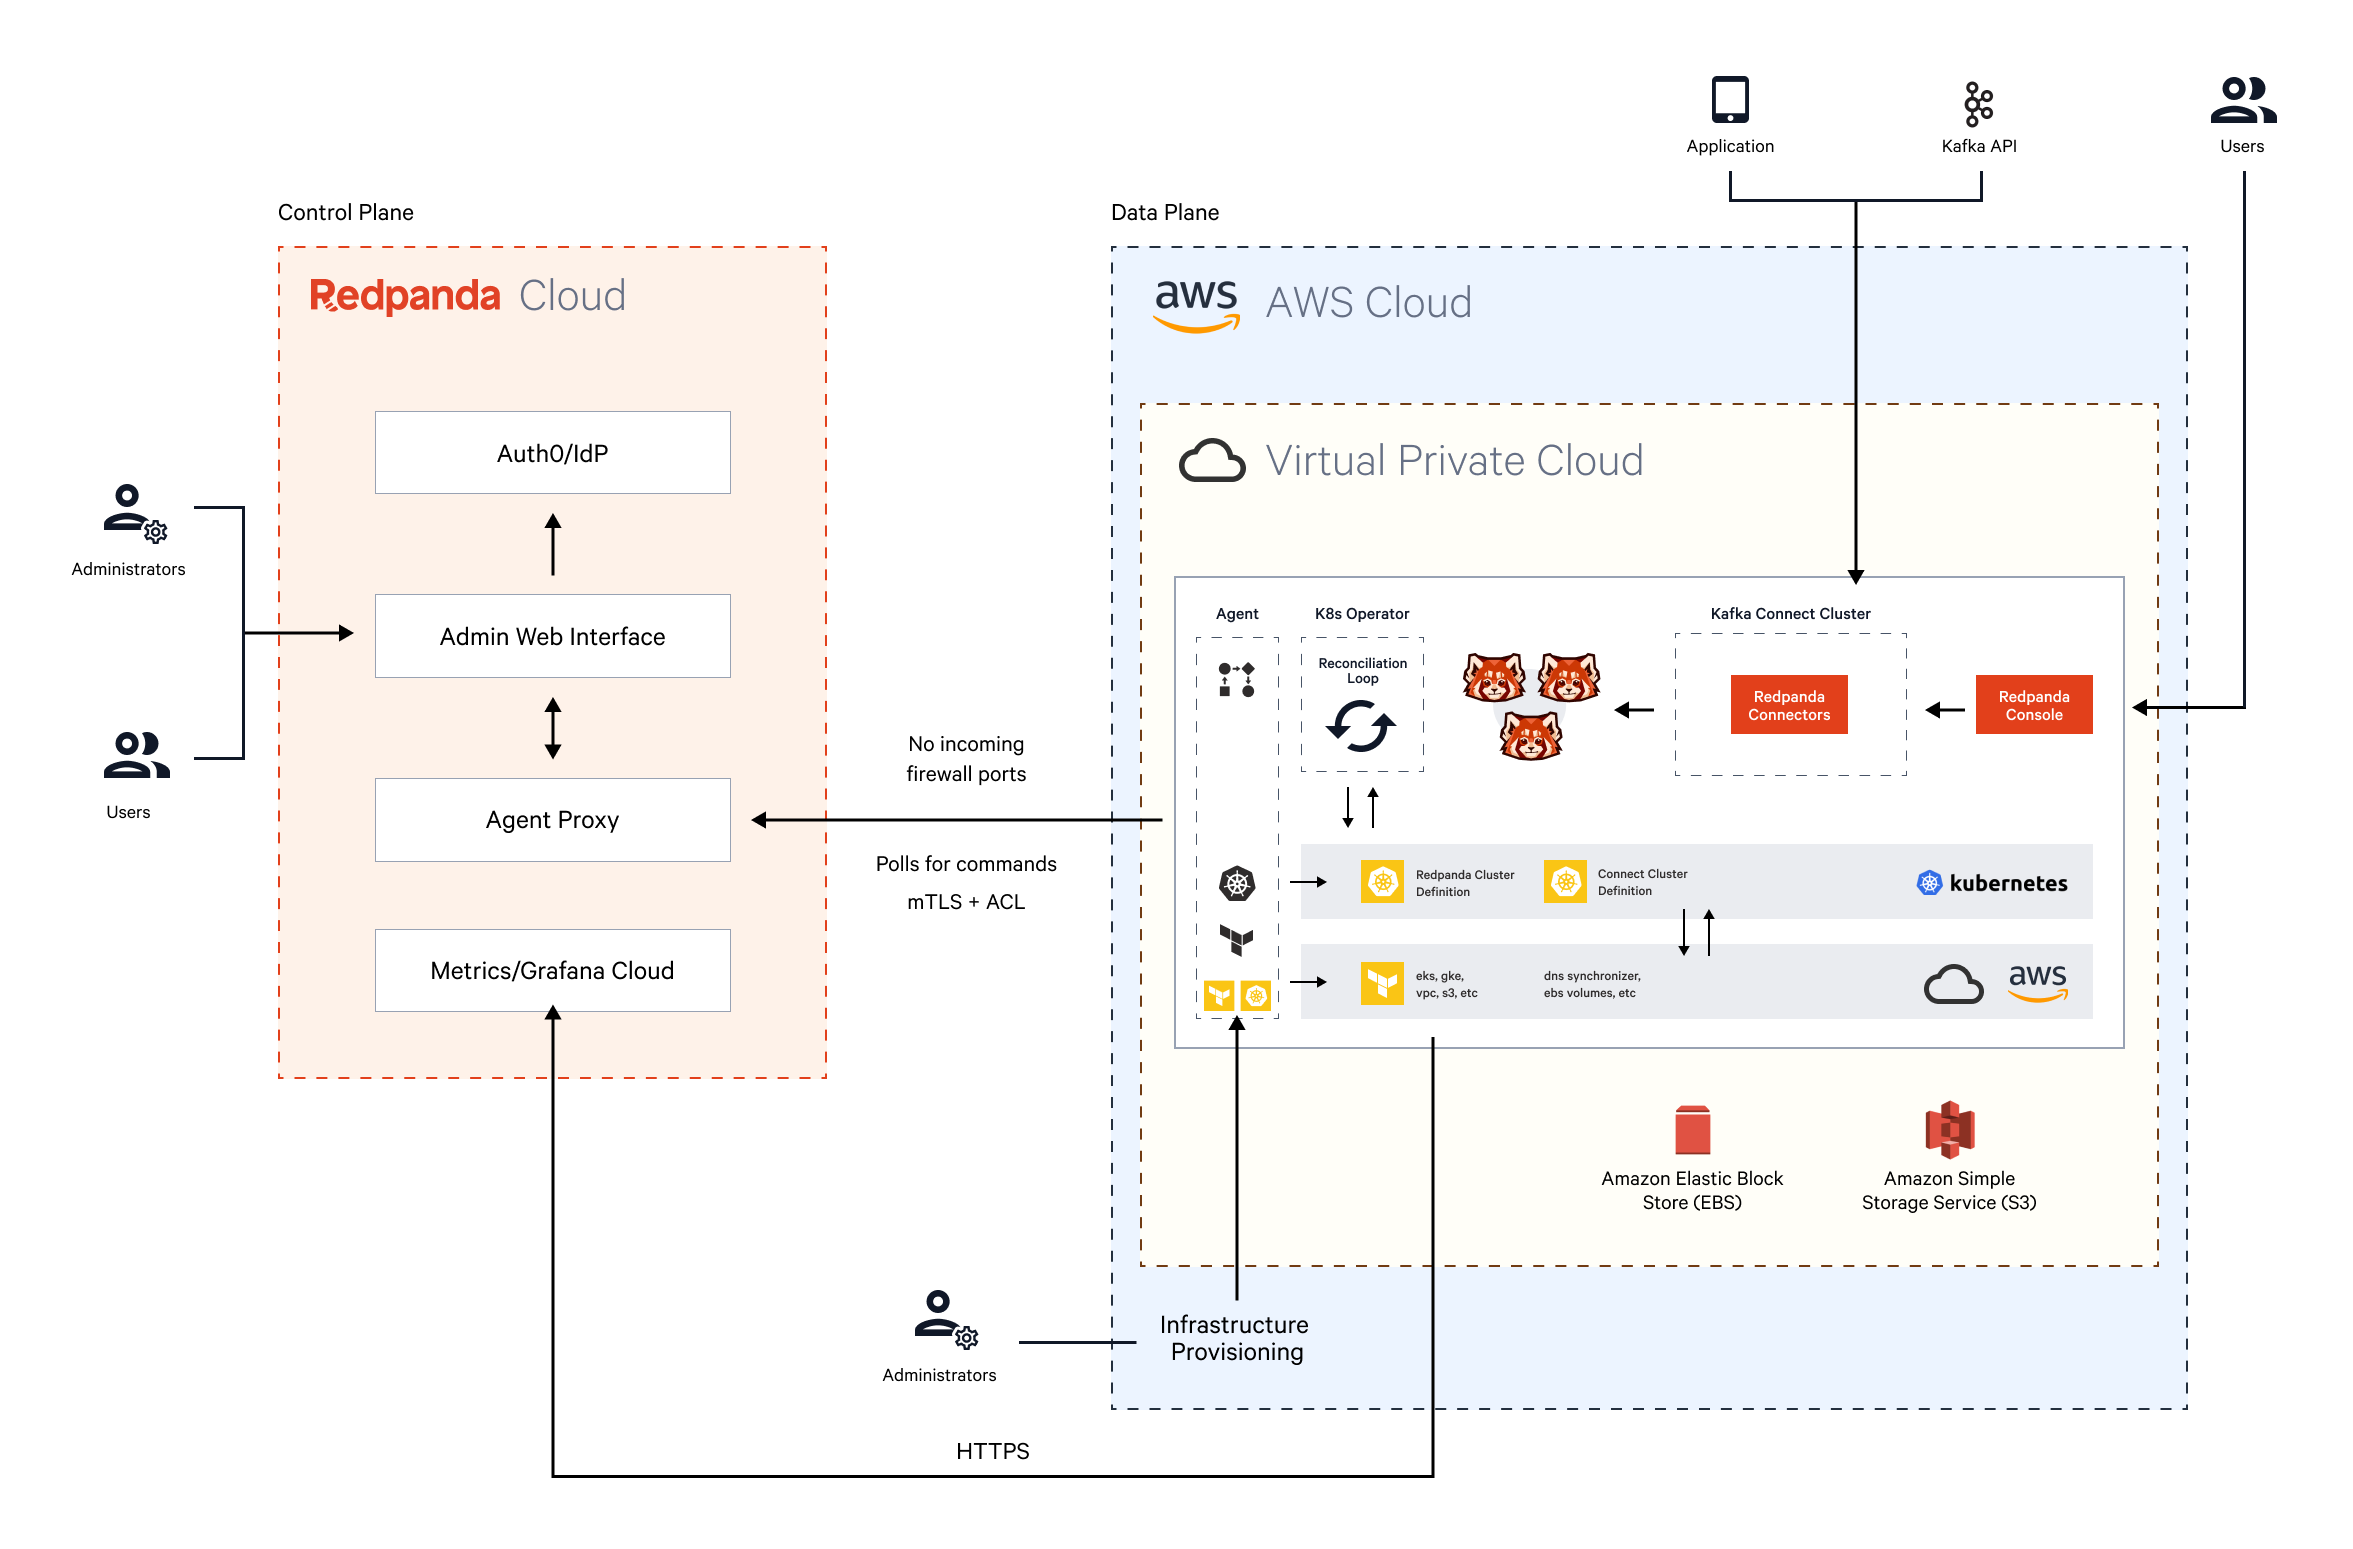 Application
Kafka API
Users
Control Plane
Data Plane
Redpanda Cloud
aws AWS Cloud
Auth0/IdP
Virtual Private Cloud
Administrators
Admin Web Interface
Users
Agent Proxy
Metrics/Grafana Cloud
No incoming
firewall ports
Polls for commands
mTLS + ACL
Agent
K8s Operator
Kafka Connect Cluster
Reconciliation
Loop
Redpanda
Connectors
Redpanda
Console
Redpanda Cluster
Definition
Connect Cluster
Definition
kubernetes
eks, gke,
vpc, s3, etc
dns synchronizer,
ebs volumes, etc
aws
Amazon Elastic Block
Store (EBS)
Amazon Simple
Storage Service (S3)
Administrators
Infrastructure
Provisioning
HTTPS